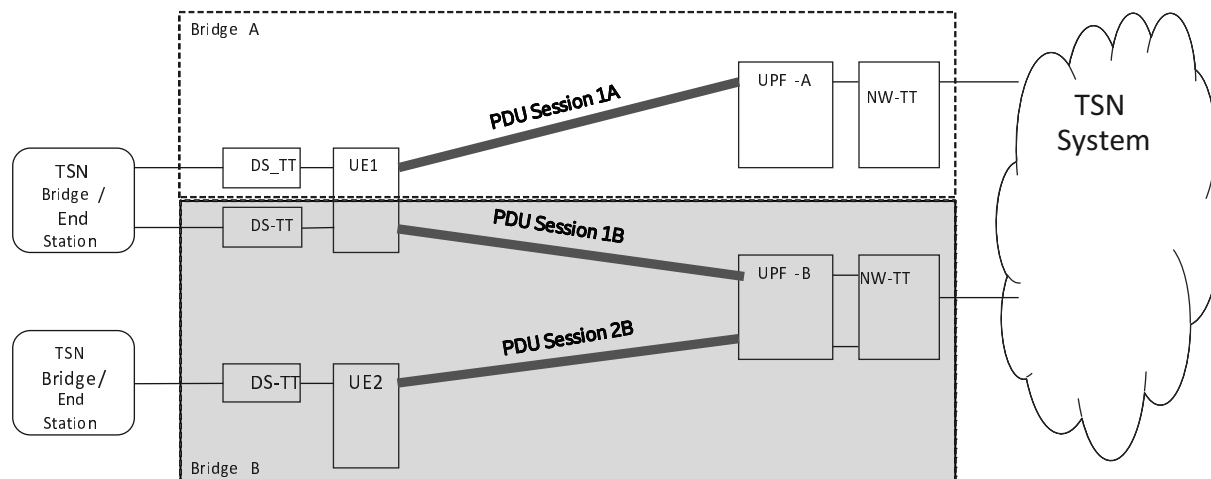 Bridge A
PDU Session 1A
UPF -A
NW-TT
TSN
System
TSN
Bridge /
End
Station
DS_TT
UE1
DS-TT
PDU Session 1B
UPF -B
NW-TT
PDU Session 2B
TSN
Bridge/
End
Station
DS-TT
UE2
Bridge B